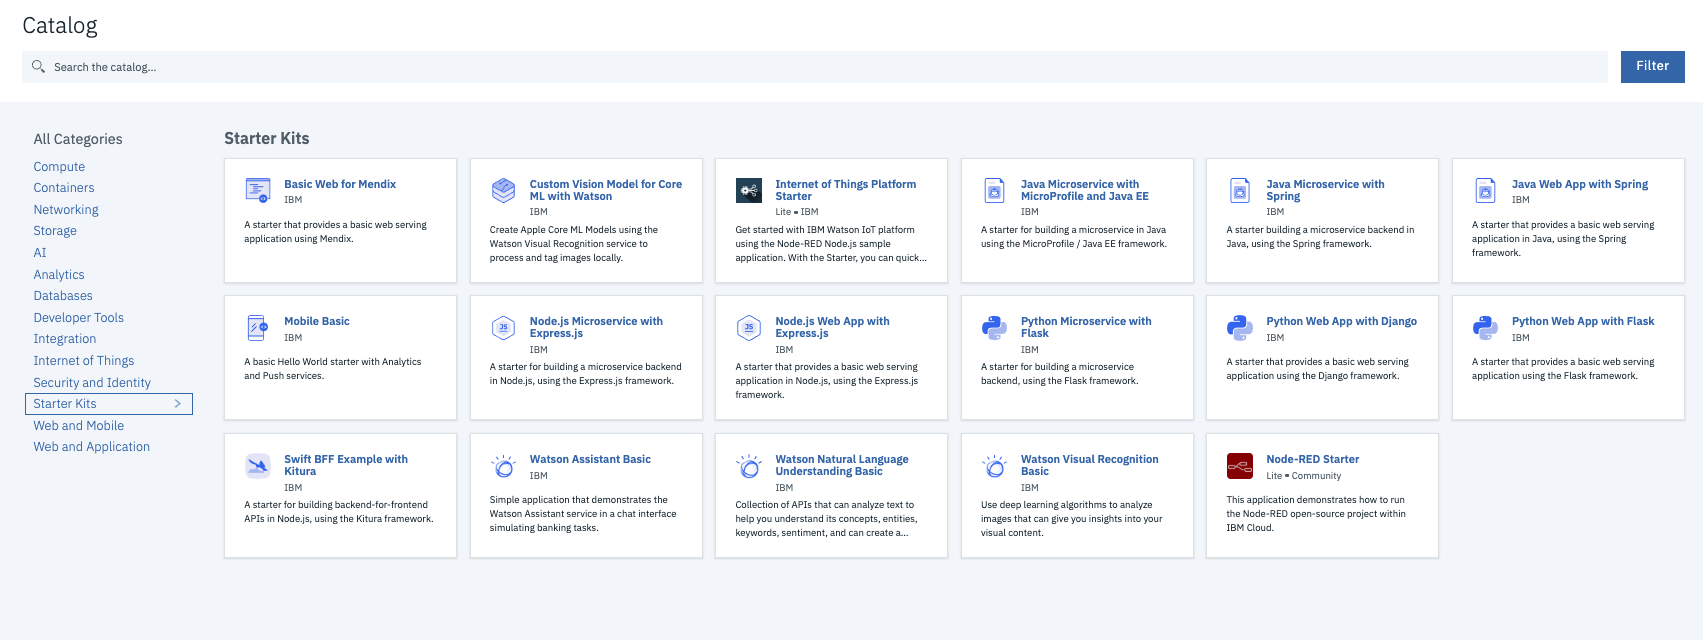 Catalog
Search the catalog...
Filter
All Categories
Compute
Containers
Networking
Storage
AI
Analytics
Databases
Developer Tools
Integration
Internet of Things
Security and Identity
Starter Kits
Web and Mobile
Web and Application
Starter Kits
Basic Web for Mendix
IBM
A starter that provides a basic web serving
application using Mendix.
Custom Vision Model for Core
ML with Watson
IBM
Create Apple Core ML Models using the
Watson Visual Recognition service to
process and tag images locally.
Internet of Things Platform
Starter
Lite • IBM
Get started with IBM Watson IoT platform
using the Node-RED Node.js sample
application. With the Starter, you can quick...
Java Microservice with
MicroProfile and Java EE
IBM
A starter for building a microservice in Java
using the MicroProfile / Java EE framework.
Java Microservice with
Spring
IBM
A starter building a microservice backend in
Java, using the Spring framework.
Java Web App with Spring
IBM
A starter that provides a basic web serving
application in Java, using the Spring
framework.
Mobile Basic
IBM
A basic Hello World starter with Analytics
and Push services.
JS
Node.js Microservice with
Express.js
IBM
A starter for building a microservice backend
in Node.js, using the Express.js framework.
JS
Node.js Web App with
Express.js
IBM
A starter that provides a basic web serving
application in Node.js, using the Express.js
framework.
Python Microservice with
Flask
IBM
A starter for building a microservice
backend, using the Flask framework.
Python Web App with Django
IBM
A starter that provides a basic web serving
application using the Django framework.
Python Web App with Flask
IBM
A starter that provides a basic web serving
application using the Flask framework.
Swift BFF Example with
Kitura
IBM
A starter for building backend-for-frontend
APIs in Node.js, using the Kitura framework.
Watson Assistant Basic
IBM
Simple application that demonstrates the
Watson Assistant service in a chat interface
simulating banking tasks.
Watson Natural Language
Understanding Basic
IBM
Collection of APIs that can analyze text to
help you understand its concepts, entities,
keywords, sentiment, and can create a...
Watson Visual Recognition
Basic
IBM
Use deep learning algorithms to analyze
images that can give you insights into your
visual content.
Node-RED Starter
Lite • Community
This application demonstrates how to run
the Node-RED open-source project within
IBM Cloud.